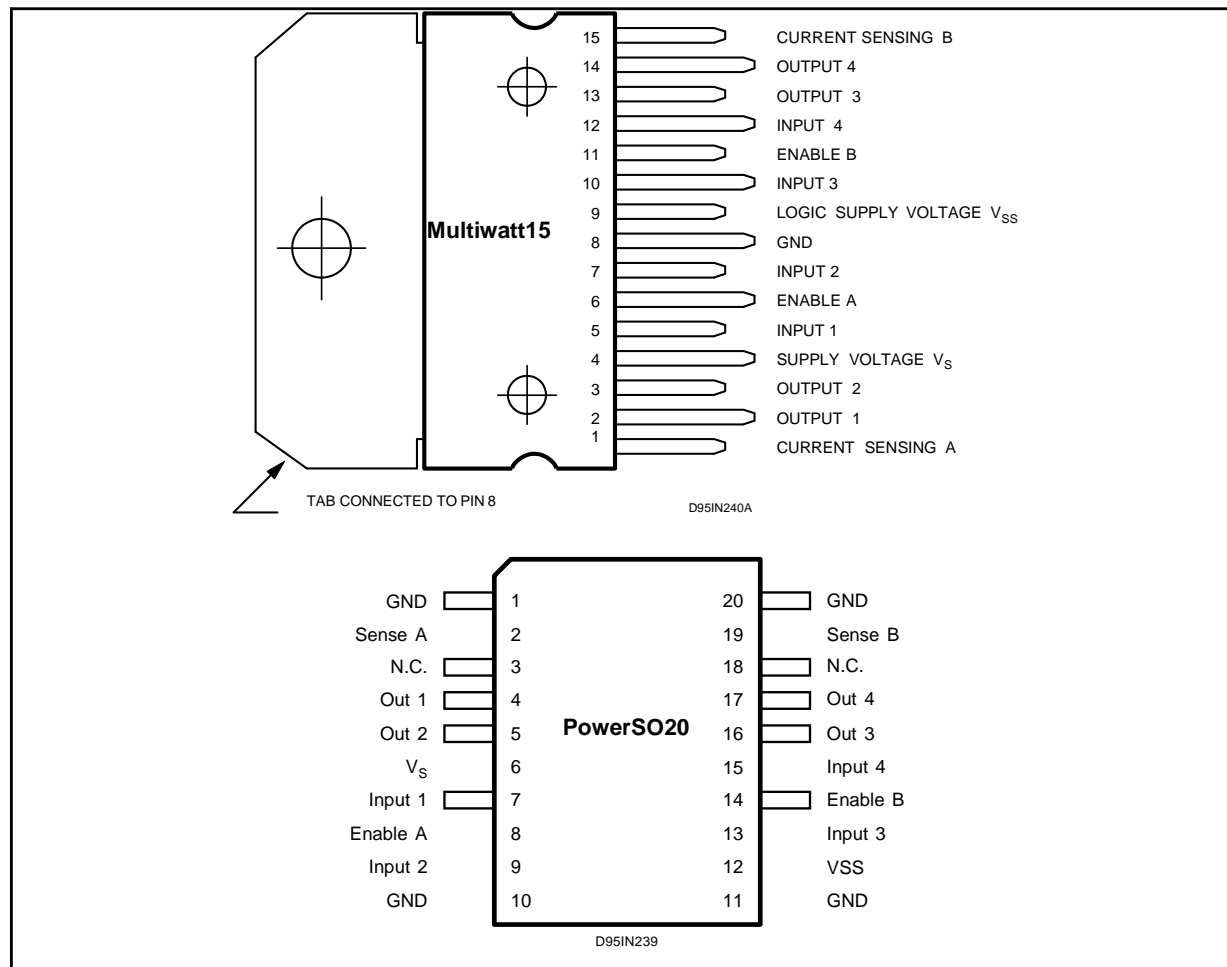 15 CURRENT SENSING B
14 OUTPUT 4
13 OUTPUT 3
12 INPUT 4
11 ENABLE B
10 INPUT 3
9 LOGIC SUPPLY VOLTAGE VSS
Multiwatt15
8 GND
7 INPUT 2
6 ENABLE A
5 INPUT 1
4 SUPPLY VOLTAGE VS
3 OUTPUT 2
2 OUTPUT 1
1 CURRENT SENSING A
TAB CONNECTED TO PIN 8
D95IN240A
GND 1 20 GND
Sense A 2 19 Sense B
N.C. 3 18 N.C.
Out 1 4 17 Out 4
PowerSO20
Out 2 5 16 Out 3
VS 6 15 Input 4
Input 1 7 14 Enable B
Enable A 8 13 Input 3
Input 2 9 12 VSS
GND 10 11 GND
D95IN239